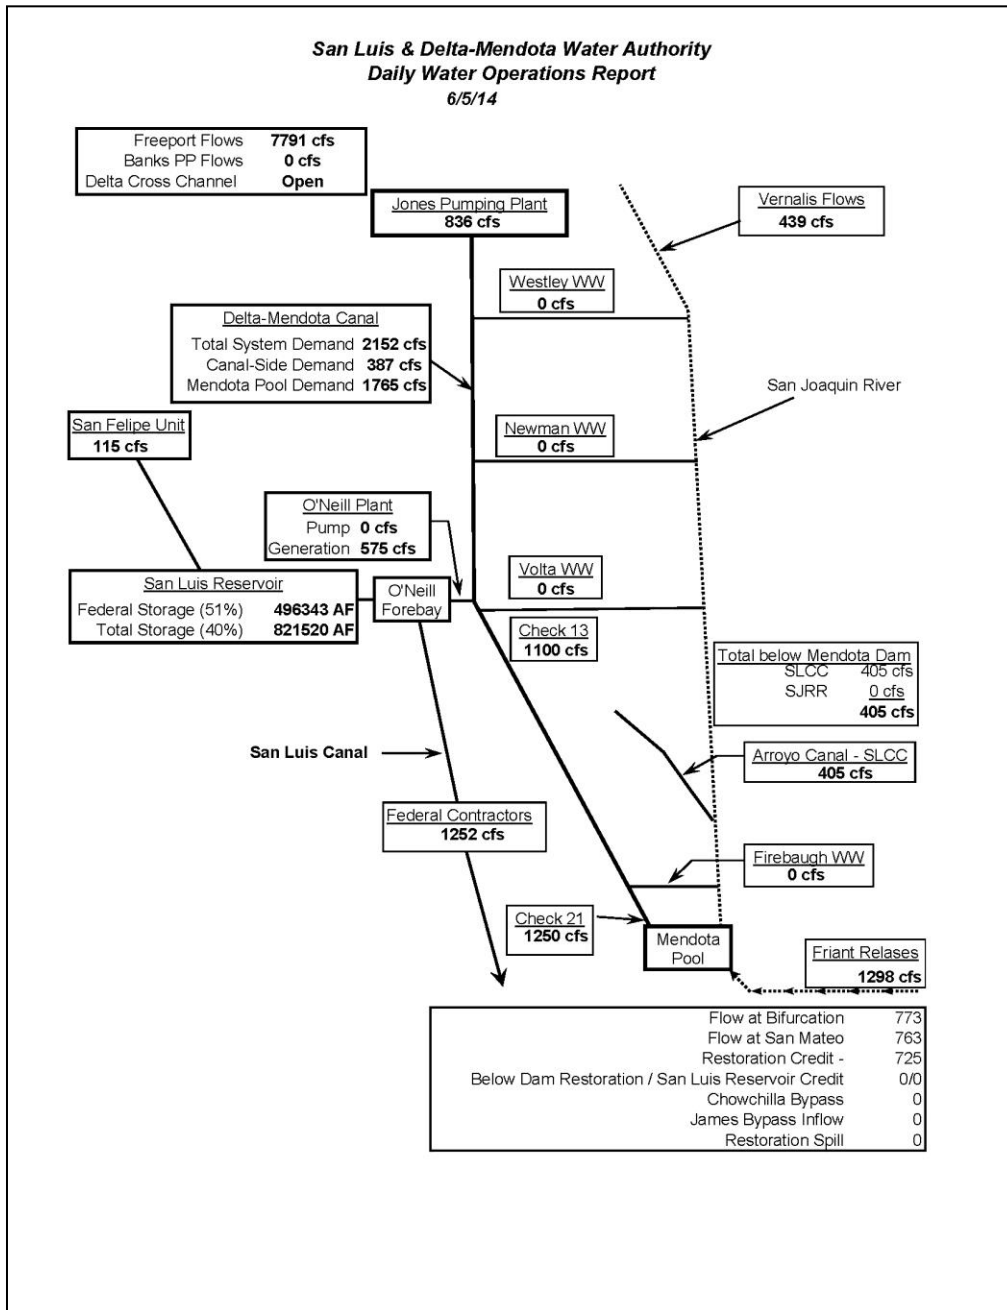 San Luis & Delta-Mendota Water Authority
Daily Water Operations Report
6/5/14
Freeport Flows 7791 cfs
Banks PP Flows 0 cfs
Delta Cross Channel Open
Jones Pumping Plant
836 cfs
Vernalis Flows
439 cfs
Westley WW
0 cfs
Delta-Mendota Canal
Total System Demand 2152 cfs
Canal-Side Demand 387 cfs
Mendota Pool Demand 1765 cfs
San Joaquin River
San Felipe Unit
115 cfs
Newman WW
0 cfs
O'Neill Plant
Pump 0 cfs
Generation 575 cfs
San Luis Reservoir
Federal Storage (51%) 496343 AF
Total Storage (40%) 821520 AF
O'Neill
Forebay
Volta WW
0 cfs
Check 13
1100 cfs
Total below Mendota Dam
SLCC 405 cfs
SJRR 0 cfs
405 cfs
San Luis Canal
Arroyo Canal - SLCC
405 cfs
Federal Contractors
1252 cfs
Firebaugh WW
0 cfs
Check 21
1250 cfs
Mendota
Pool
Friant Relases
1298 cfs
Flow at Bifurcation 773
Flow at San Mateo 763
Restoration Credit - 725
Below Dam Restoration / San Luis Reservoir Credit 0/0
Chowchilla Bypass 0
James Bypass Inflow 0
Restoration Spill 0